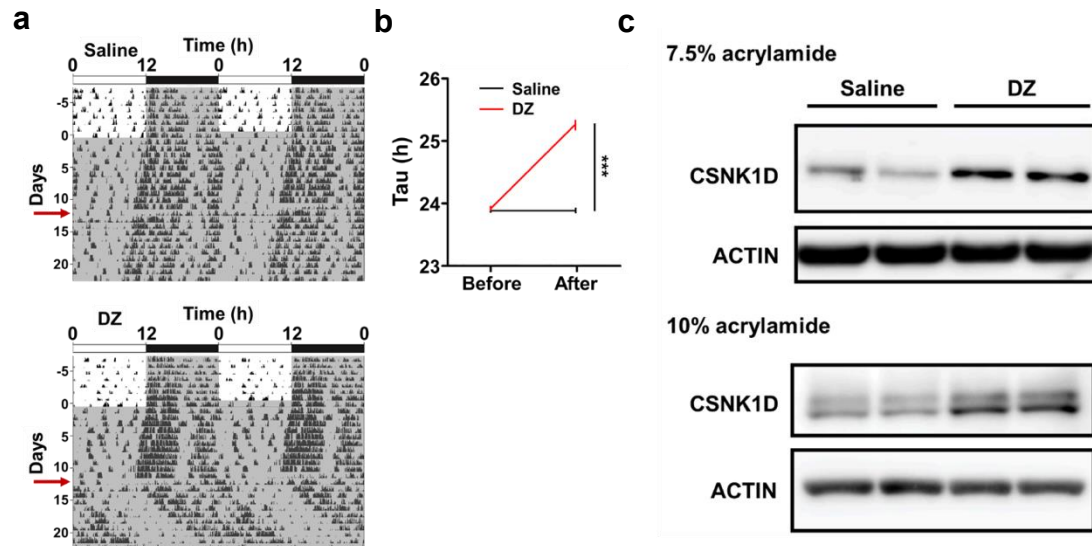 a
Saline Time (h)
0 12 0 12 0
Days
-5
0
5
10
15
20
DZ Time (h)
0 12 0 12 0
Days
-5
0
5
10
15
20
b
Tau (h)
26
25
24
23
Saline
DZ
***
Before After
c
7.5% acrylamide
Saline DZ
CSNK1D
ACTIN
10% acrylamide
CSNK1D
ACTIN